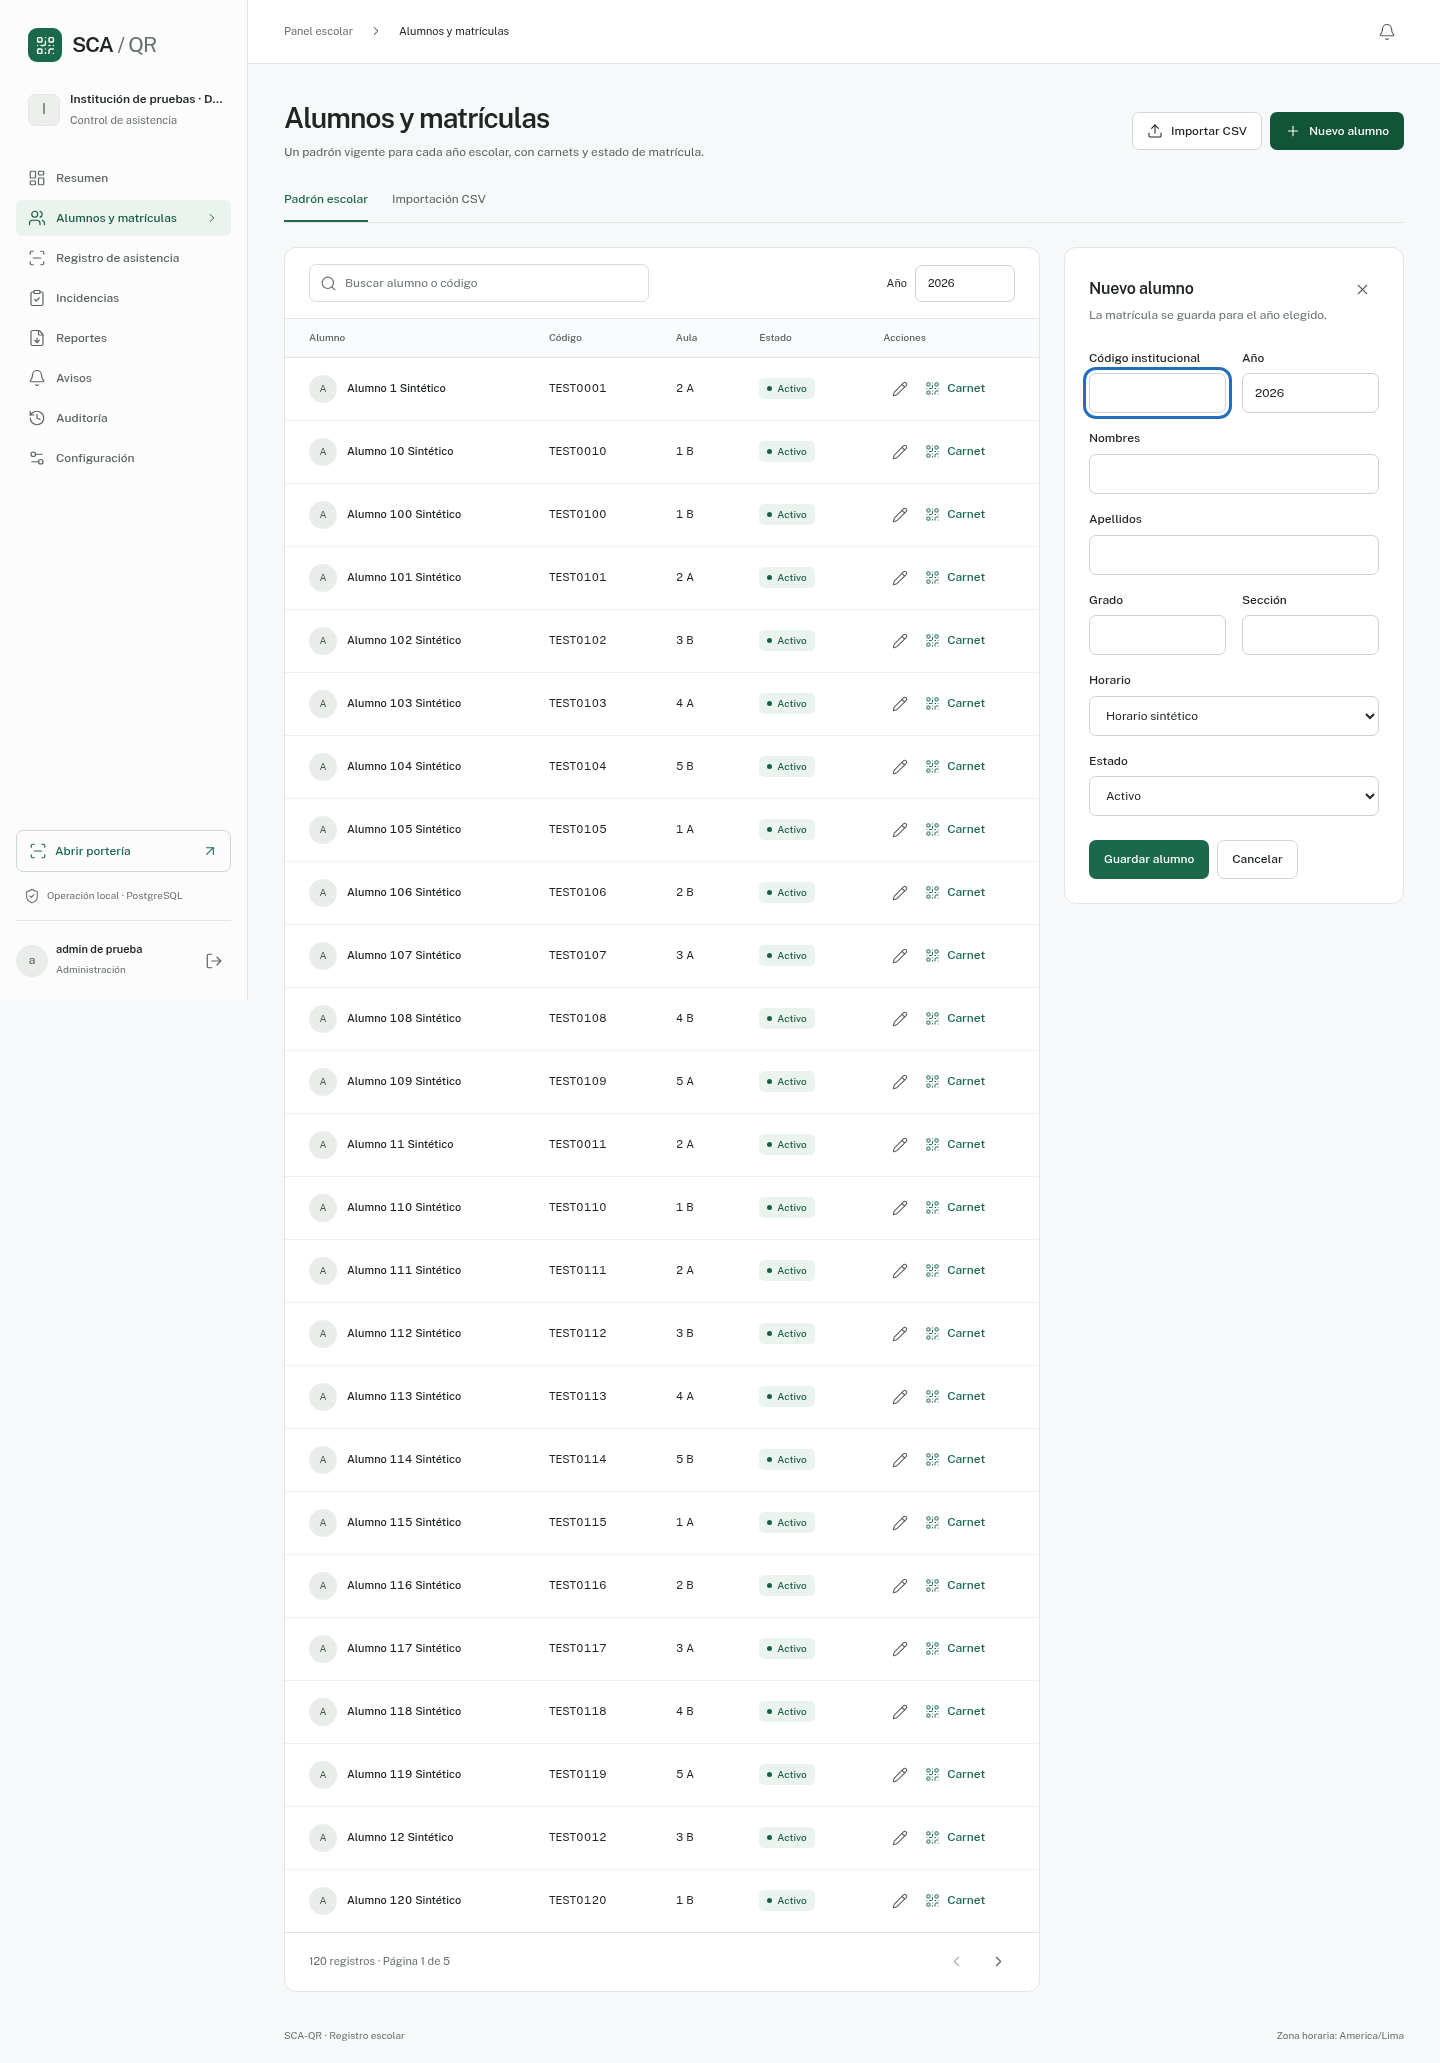 SCA / QR
Institución de pruebas · D...
Control de asistencia
Resumen
Alumnos y matrículas
Registro de asistencia
Incidencias
Reportes
Avisos
Auditoría
Configuración
Abrir portería
Operación local · PostgreSQL
a
admin de prueba
Administración
Panel escolar
Alumnos y matrículas
Alumnos y matrículas
Un padrón vigente para cada año escolar, con carnets y estado de matrícula.
Importar CSV
Nuevo alumno
Padrón escolar Importación CSV
Buscar alumno o código
Año 2026
Alumno Código Aula Estado Acciones
A Alumno 1 Sintético TEST0001 2 A Activo Carnet
A Alumno 10 Sintético TEST0010 1 B Activo Carnet
A Alumno 100 Sintético TEST0100 1 B Activo Carnet
A Alumno 101 Sintético TEST0101 2 A Activo Carnet
A Alumno 102 Sintético TEST0102 3 B Activo Carnet
A Alumno 103 Sintético TEST0103 4 A Activo Carnet
A Alumno 104 Sintético TEST0104 5 B Activo Carnet
A Alumno 105 Sintético TEST0105 1 A Activo Carnet
A Alumno 106 Sintético TEST0106 2 B Activo Carnet
A Alumno 107 Sintético TEST0107 3 A Activo Carnet
A Alumno 108 Sintético TEST0108 4 B Activo Carnet
A Alumno 109 Sintético TEST0109 5 A Activo Carnet
A Alumno 11 Sintético TEST0011 2 A Activo Carnet
A Alumno 110 Sintético TEST0110 1 B Activo Carnet
A Alumno 111 Sintético TEST0111 2 A Activo Carnet
A Alumno 112 Sintético TEST0112 3 B Activo Carnet
A Alumno 113 Sintético TEST0113 4 A Activo Carnet
A Alumno 114 Sintético TEST0114 5 B Activo Carnet
A Alumno 115 Sintético TEST0115 1 A Activo Carnet
A Alumno 116 Sintético TEST0116 2 B Activo Carnet
A Alumno 117 Sintético TEST0117 3 A Activo Carnet
A Alumno 118 Sintético TEST0118 4 B Activo Carnet
A Alumno 119 Sintético TEST0119 5 A Activo Carnet
A Alumno 12 Sintético TEST0012 3 B Activo Carnet
A Alumno 120 Sintético TEST0120 1 B Activo Carnet
120 registros · Página 1 de 5
Nuevo alumno
La matrícula se guarda para el año elegido.
Código institucional Año
2026
Nombres
Apellidos
Grado Sección
Horario
Horario sintético
Estado
Activo
Guardar alumno Cancelar
SCA-QR · Registro escolar
Zona horaria: America/Lima